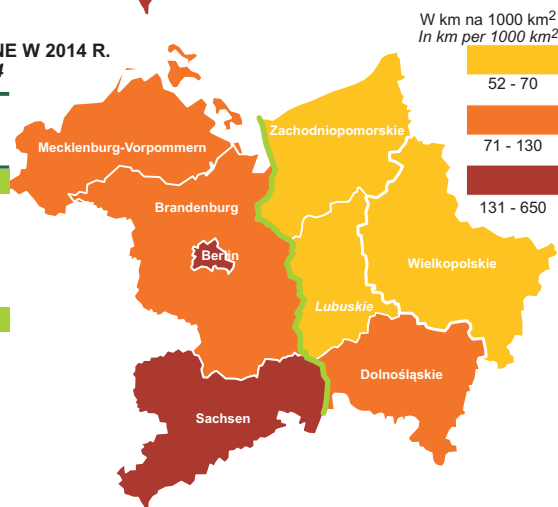 NE W 2014 R.
4
W km na 1000 km²
In km per 1000 km²
52 - 70
71 - 130
131 - 650
Zachodniopomorskie
Mecklenburg-Vorpommern
Brandenburg
Berlin
Wielkopolskie
Lubuskie
Dolnośląskie
Sachsen